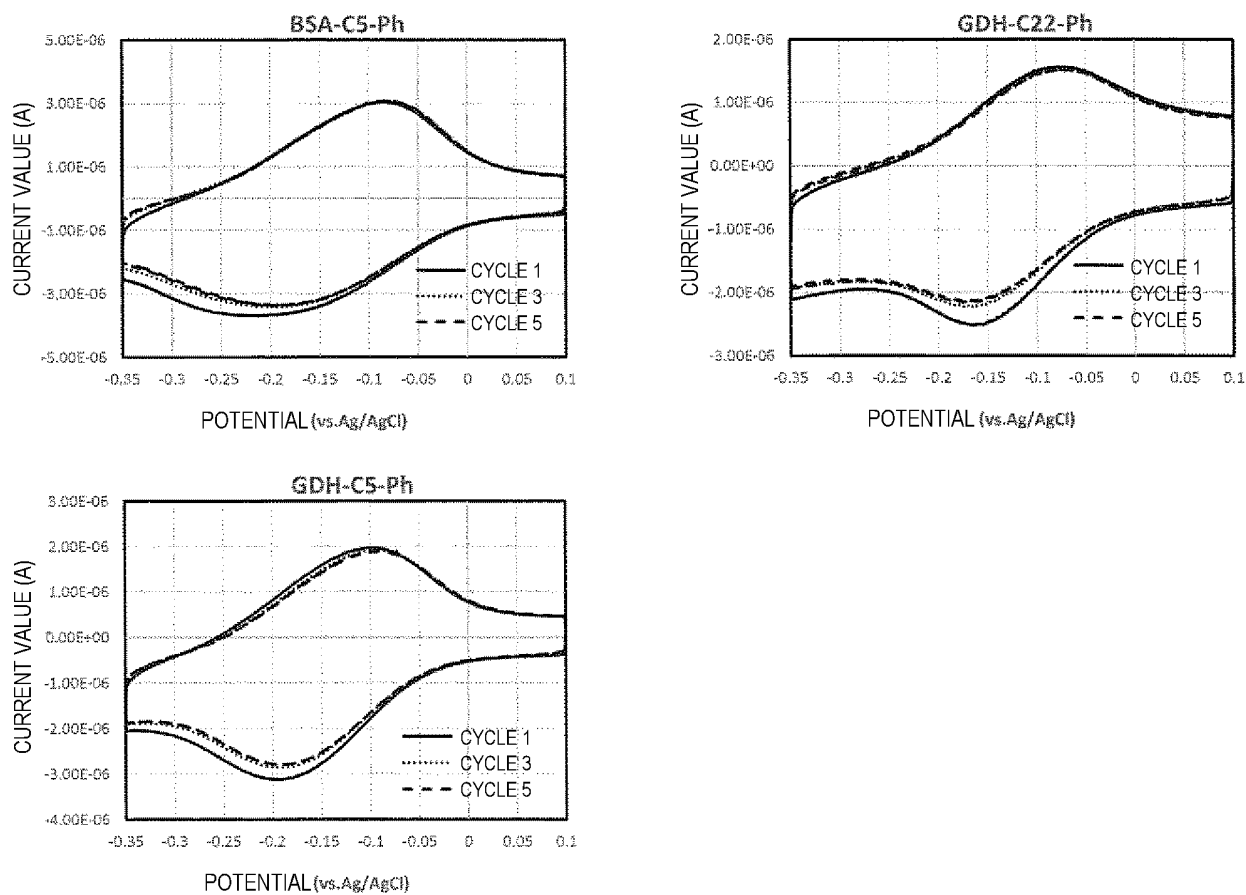 BSA-C5-Ph
5.00E-06
3.00E-06
1.00E-06
-1.00E-06
-3.00E-06
-5.00E-06
CURRENT VALUE (A)
CYCLE 1
CYCLE 3
CYCLE 5
-0.35 -0.3 -0.25 -0.2 -0.15 -0.1 -0.05 0 0.05 0.1
POTENTIAL (vs.Ag/AgCl)
GDH-C22-Ph
2.00E-06
1.00E-06
0.00E+00
-1.00E-06
-2.00E-06
-3.00E-06
CURRENT VALUE (A)
CYCLE 1
CYCLE 3
CYCLE 5
-0.35 -0.3 -0.25 -0.2 -0.15 -0.1 -0.05 0 0.05 0.1
POTENTIAL (vs.Ag/AgCl)
GDH-C5-Ph
3.00E-06
2.00E-06
1.00E-06
0.00E+00
-1.00E-06
-2.00E-06
-3.00E-06
-4.00E-06
CURRENT VALUE (A)
CYCLE 1
CYCLE 3
CYCLE 5
-0.35 -0.3 -0.25 -0.2 -0.15 -0.1 -0.05 0 0.05 0.1
POTENTIAL (vs.Ag/AgCl)